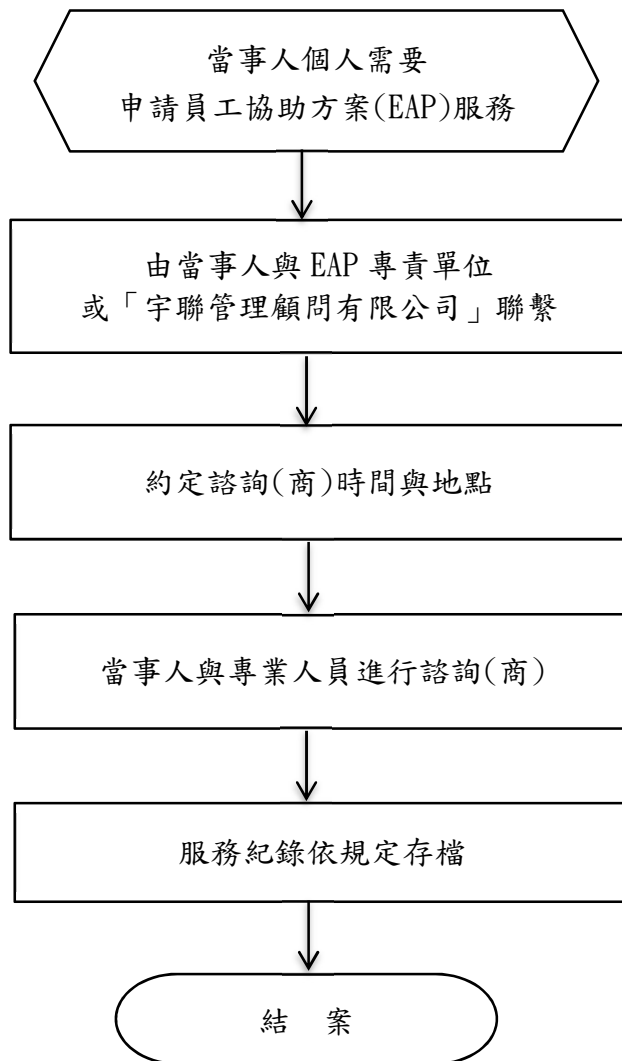 當事人個人需要
申請員工協助方案(EAP)服務
由當事人與 EAP 專責單位
或「宇聯管理顧問有限公司」聯繫
約定諮詢(商)時間與地點
當事人與專業人員進行諮詢(商)
服務紀錄依規定存檔
結　案